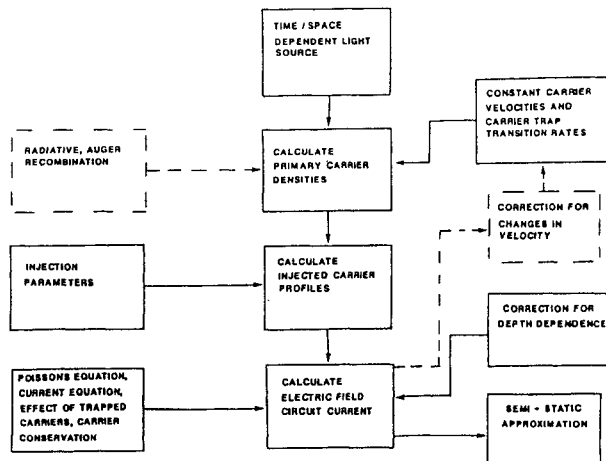 TIME / SPACE
DEPENDENT LIGHT
SOURCE
CONSTANT CARRIER
VELOCITIES AND
CARRIER TRAP
TRANSITION RATES
RADIATIVE, AUGER
RECOMBINATION
CALCULATE
PRIMARY CARRIER
DENSITIES
CORRECTION FOR
CHANGES IN
VELOCITY
INJECTION
PARAMETERS
CALCULATE
INJECTED CARRIER
PROFILES
CORRECTION FOR
DEPTH DEPENDENCE
POISSONS EQUATION,
CURRENT EQUATION,
EFFECT OF TRAPPED
CARRIERS, CARRIER
CONSERVATION
CALCULATE
ELECTRIC FIELD
CIRCUIT CURRENT
SEMI - STATIC
APPROXIMATION